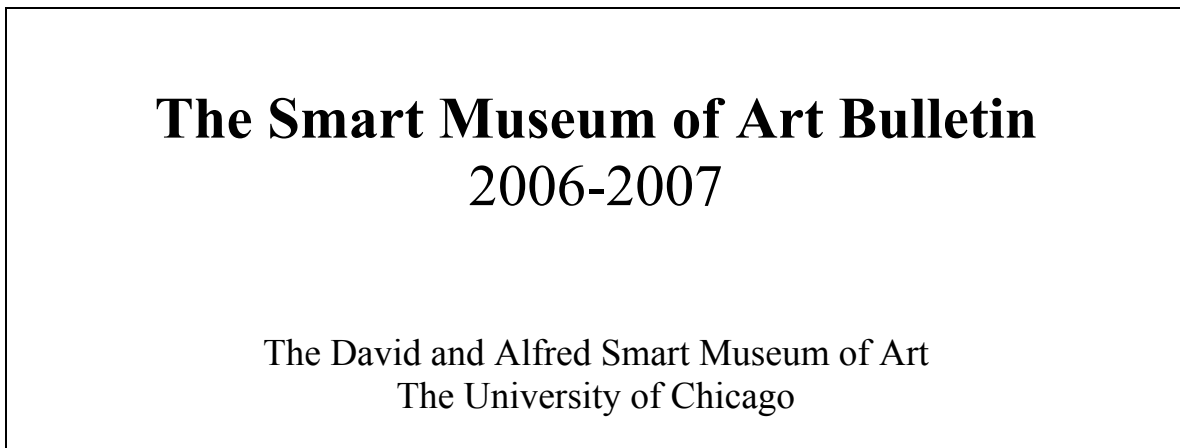 The Smart Museum of Art Bulletin
2006-2007
The David and Alfred Smart Museum of Art
The University of Chicago